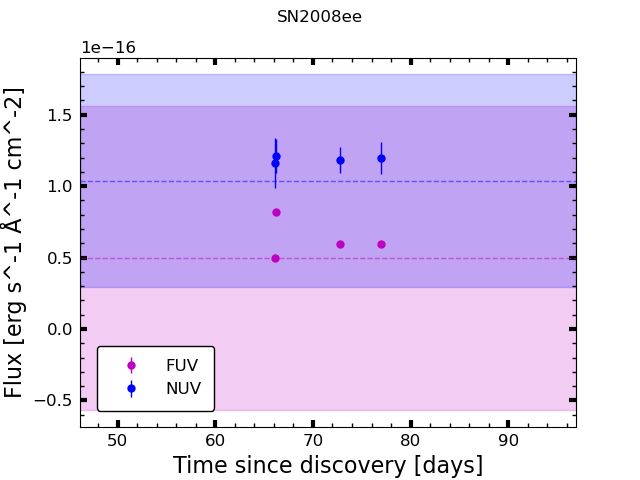 SN2008ee
1e−16
1.5
1.0
0.5
0.0
−0.5
Flux [erg s^-1 Å^-1 cm^-2]
FUV
NUV
50 60 70 80 90
Time since discovery [days]